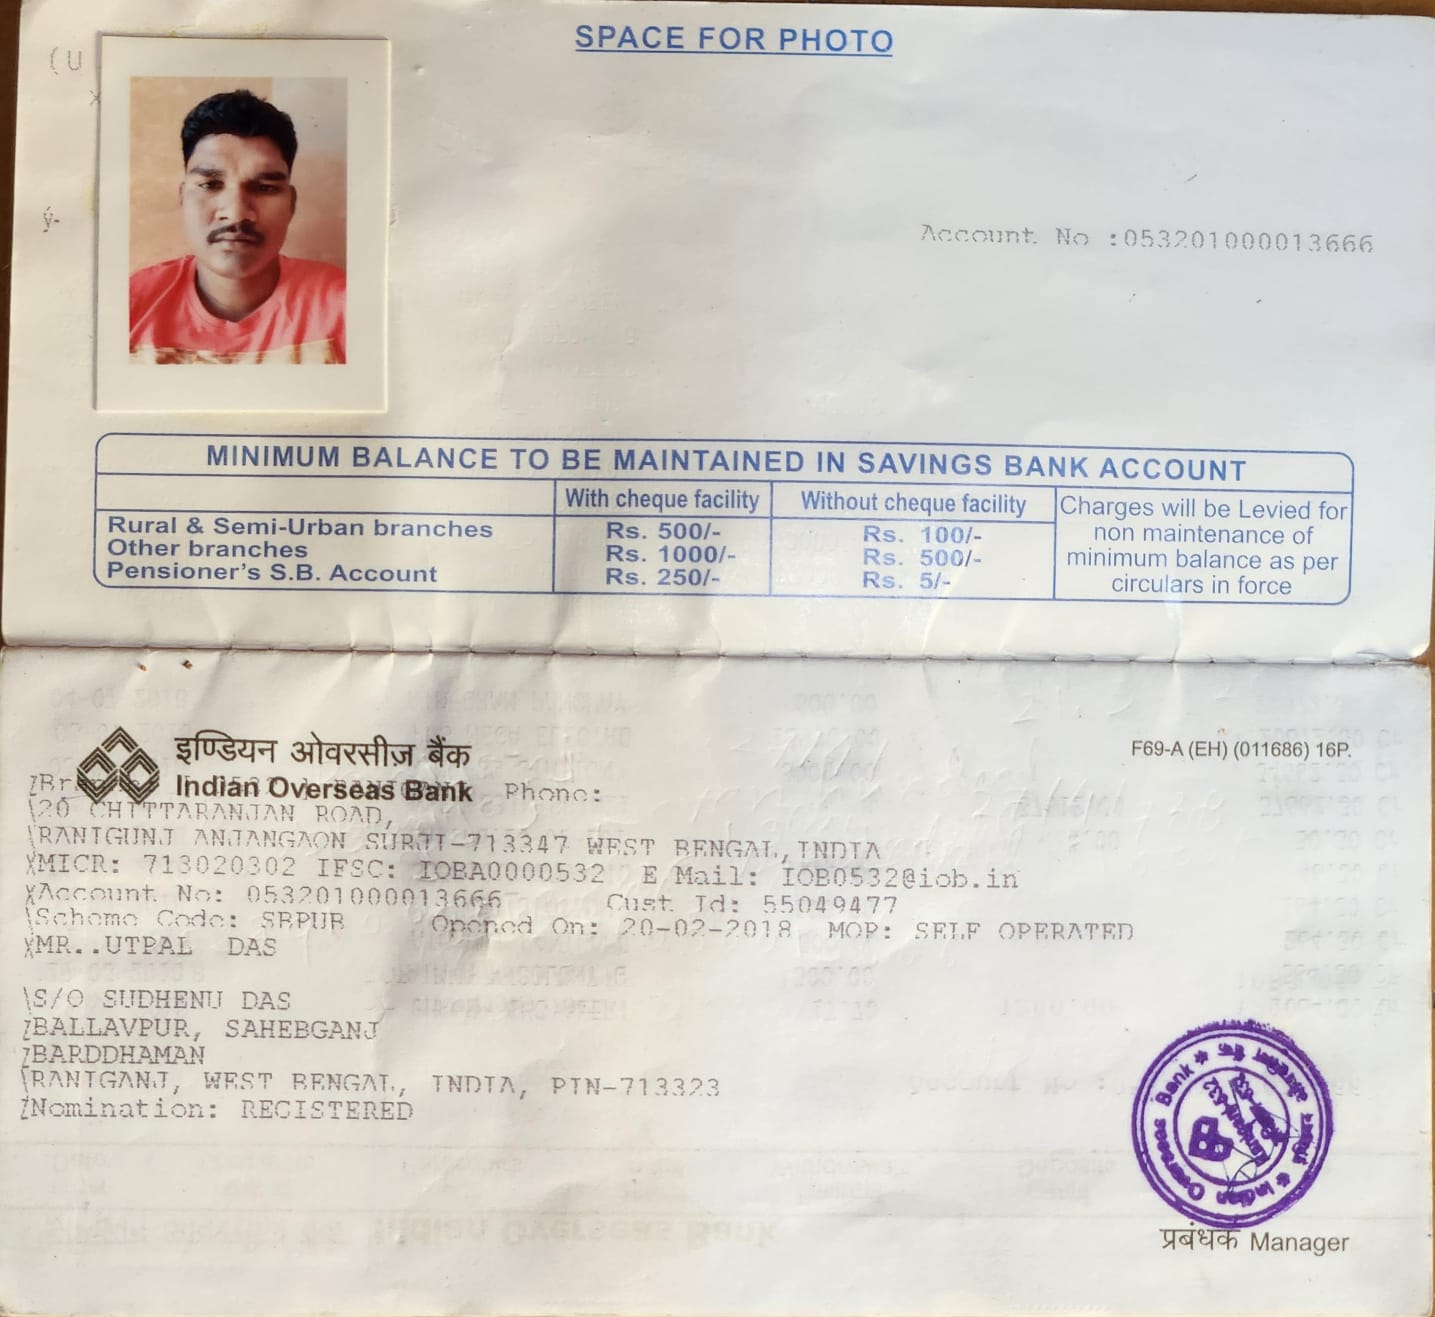 SPACE FOR PHOTO
(U
Account No :053201000013666
MINIMUM BALANCE TO BE MAINTAINED IN SAVINGS BANK ACCOUNT
With cheque facility Without cheque facility Charges will be Levied for non maintenance of minimum balance as per circulars in force
Rural & Semi-Urban branches Rs. 500/- Rs. 100/-
Other branches Rs. 1000/- Rs. 500/-
Pensioner's S.B. Account Rs. 250/- Rs. 5/-
इण्डियन ओवरसीज़ बैंक
Indian Overseas Bank
F69-A (EH) (011686) 16P.
Phone:
20 CHITTARANJAN ROAD,
RANIGUNJ ANJANGAON SURJI-713347 WEST BENGAL,INDIA
MICR: 713020302 IFSC: IOBA0000532 E Mail: IOB0532@iob.in
Account No: 053201000013666 Cust Id: 55049477
Scheme Code: SBPUB Opened On: 20-02-2018 MOP: SELF OPERATED
MR..UTPAL DAS
S/O SUDHENU DAS
BALLAVPUR, SAHEBGANJ
BARDDHAMAN
RANIGANJ, WEST BENGAL, INDIA, PIN-713323
Nomination: REGISTERED
Indian Overseas Bank
प्रबंधक Manager